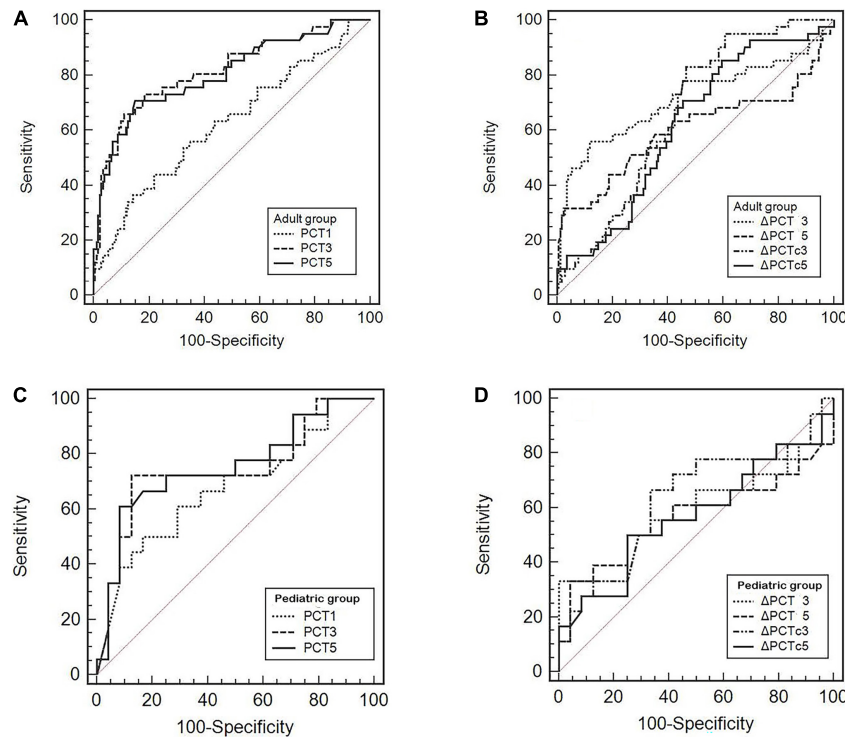 A
100
80
60
40
20
0
Sensitivity
Adult group
PCT1
PCT3
PCT5
0 20 40 60 80 100
100-Specificity
B
100
80
60
40
20
0
Sensitivity
Adult group
ΔPCT 3
ΔPCT 5
ΔPCTc3
ΔPCTc5
0 20 40 60 80 100
100-Specificity
C
100
80
60
40
20
0
Sensitivity
Pediatric group
PCT1
PCT3
PCT5
0 20 40 60 80 100
100-Specificity
D
100
80
60
40
20
0
Sensitivity
Pediatric group
ΔPCT 3
ΔPCT 5
ΔPCTc3
ΔPCTc5
0 20 40 60 80 100
100-Specificity